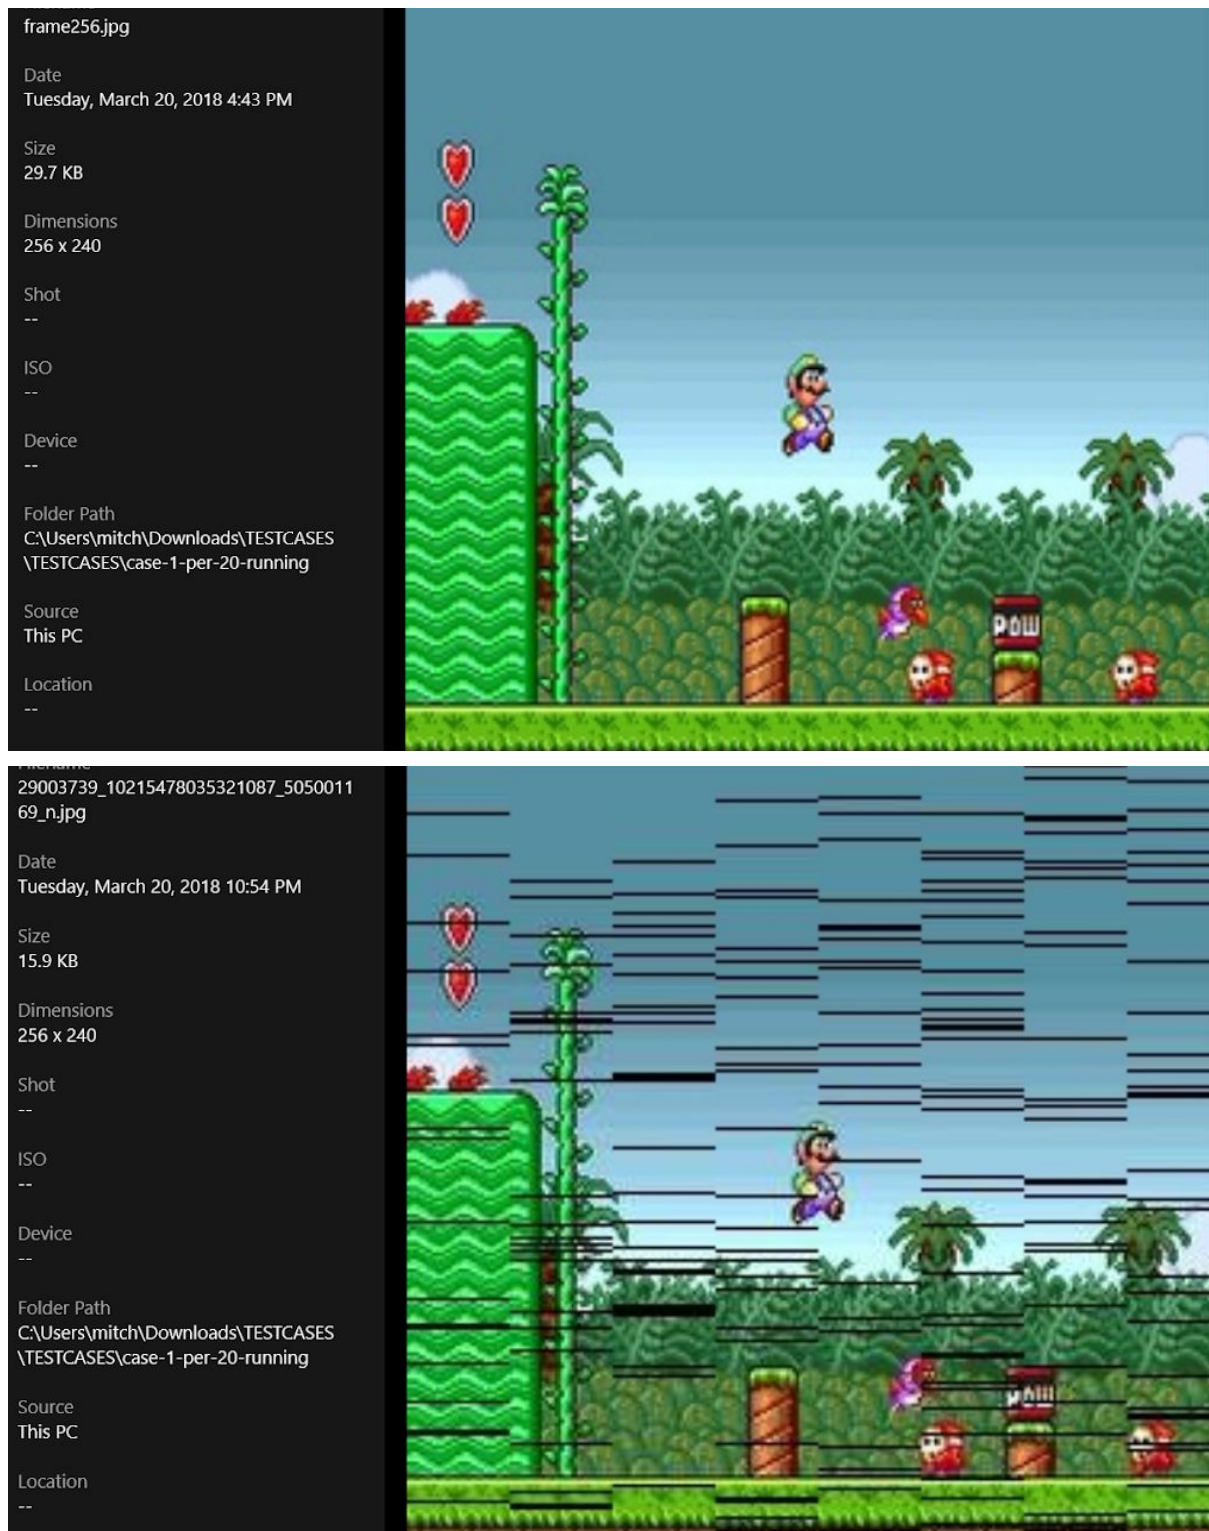 frame256.jpg
Date
Tuesday, March 20, 2018 4:43 PM
Size
29.7 KB
Dimensions
256 x 240
Shot
--
ISO
--
Device
--
Folder Path
C:\Users\mitch\Downloads\TESTCASES
\TESTCASES\case-1-per-20-running
Source
This PC
Location
--
POW
Filename
29003739_10215478035321087_5050011
69_n.jpg
Date
Tuesday, March 20, 2018 10:54 PM
Size
15.9 KB
Dimensions
256 x 240
Shot
--
ISO
--
Device
--
Folder Path
C:\Users\mitch\Downloads\TESTCASES
\TESTCASES\case-1-per-20-running
Source
This PC
Location
--
POW